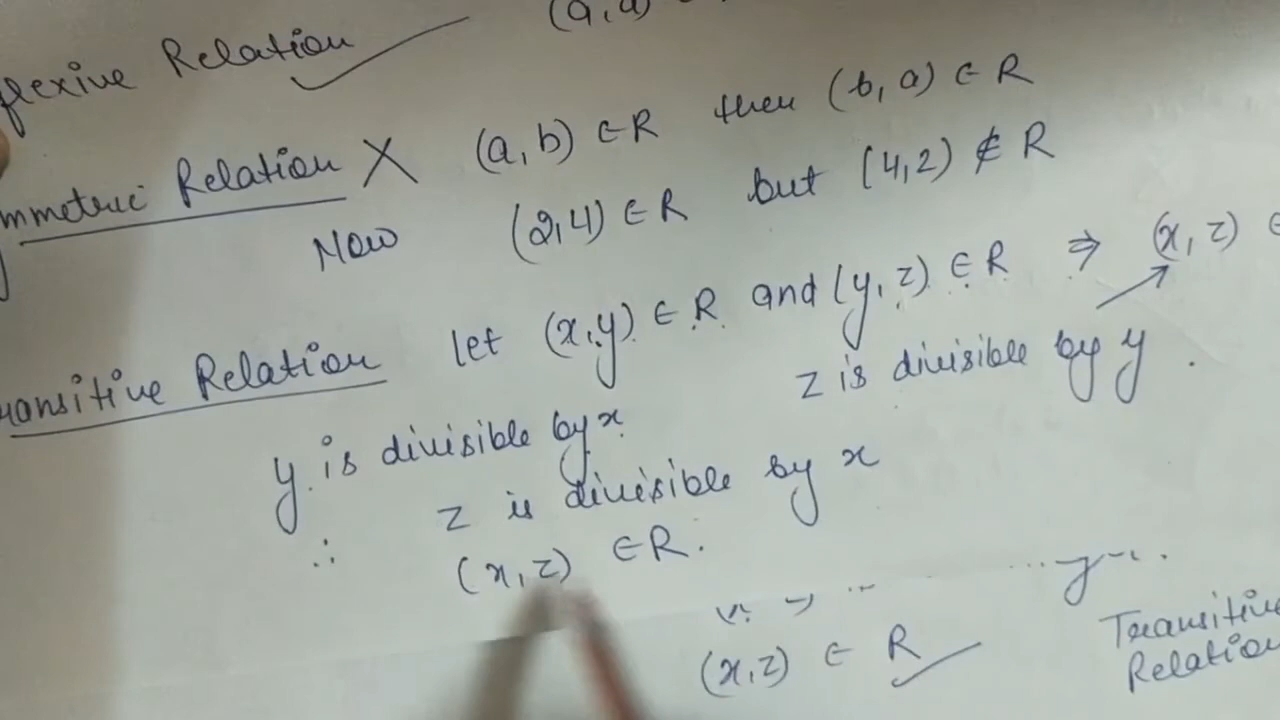 flexive Relation ✓ (a,a)
mmetric Relation X (a,b) ∈ R then (b,a) ∈ R
Now (2,4) ∈ R but (4,2) ∉ R
ransitive Relation let (x,y) ∈ R and (y,z) ∈ R ⇒ (x,z) ∈
y is divisible by x z is divisible by y.
∴ z is divisible by x
(x,z) ∈ R.
(x,z) ∈ R ✓ Transitive
Relation